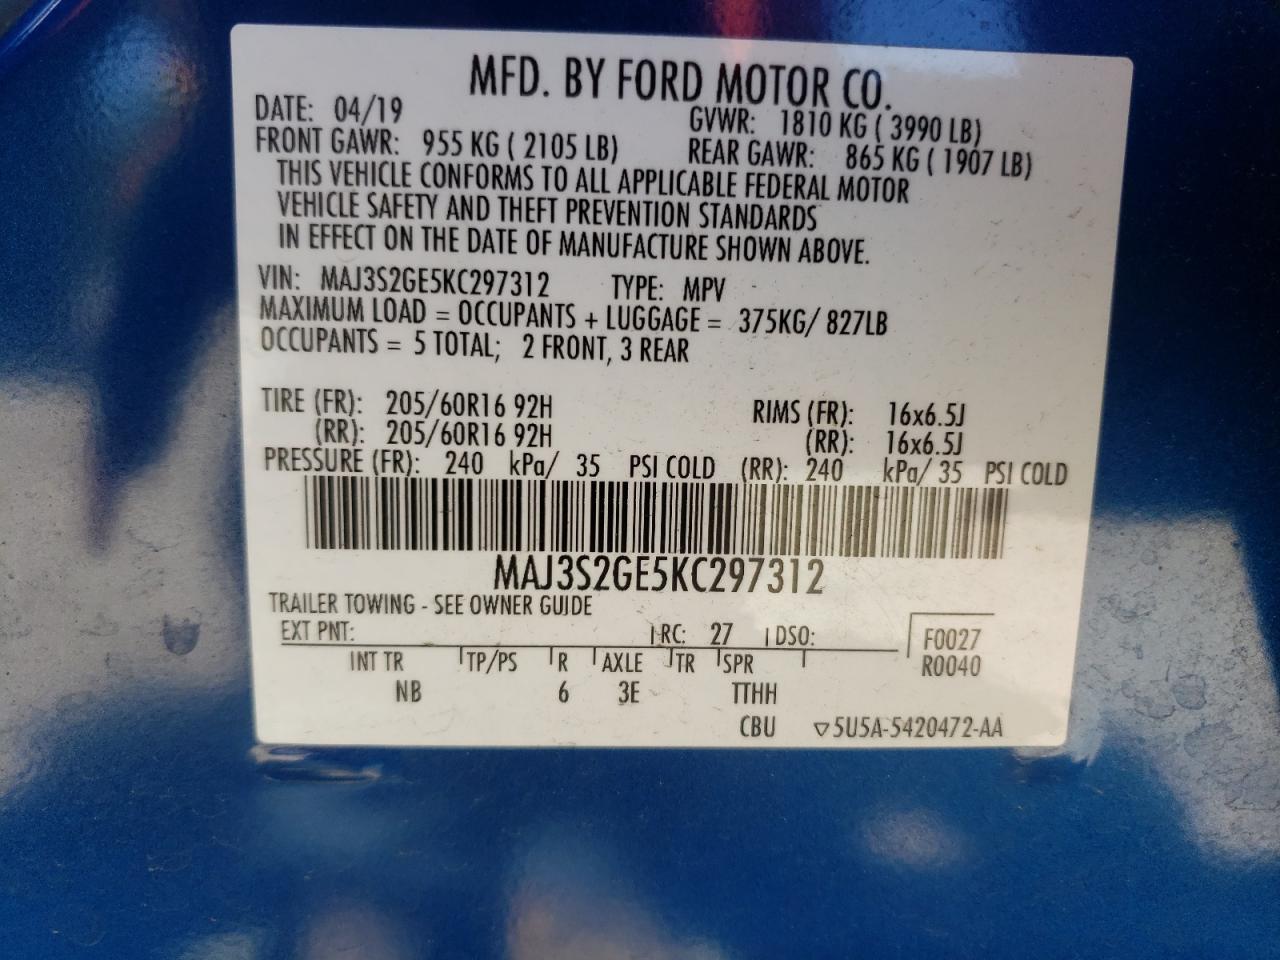 MFD. BY FORD MOTOR CO.
DATE: 04/19 GVWR: 1810 KG ( 3990 LB)
FRONT GAWR: 955 KG ( 2105 LB) REAR GAWR: 865 KG ( 1907 LB)
THIS VEHICLE CONFORMS TO ALL APPLICABLE FEDERAL MOTOR
VEHICLE SAFETY AND THEFT PREVENTION STANDARDS
IN EFFECT ON THE DATE OF MANUFACTURE SHOWN ABOVE.
VIN: MAJ3S2GE5KC297312 TYPE: MPV
MAXIMUM LOAD = OCCUPANTS + LUGGAGE = 375KG/ 827LB
OCCUPANTS = 5 TOTAL; 2 FRONT, 3 REAR
TIRE (FR): 205/60R16 92H RIMS (FR): 16x6.5J
(RR): 205/60R16 92H (RR): 16x6.5J
PRESSURE (FR): 240 kPa/ 35 PSI COLD (RR): 240 kPa/ 35 PSI COLD
MAJ3S2GE5KC297312
TRAILER TOWING - SEE OWNER GUIDE
EXT PNT: RC: 27 DSO: F0027
INT TR TP/PS R AXLE TR SPR R0040
NB 6 3E TTHH
CBU ▽5U5A-5420472-AA